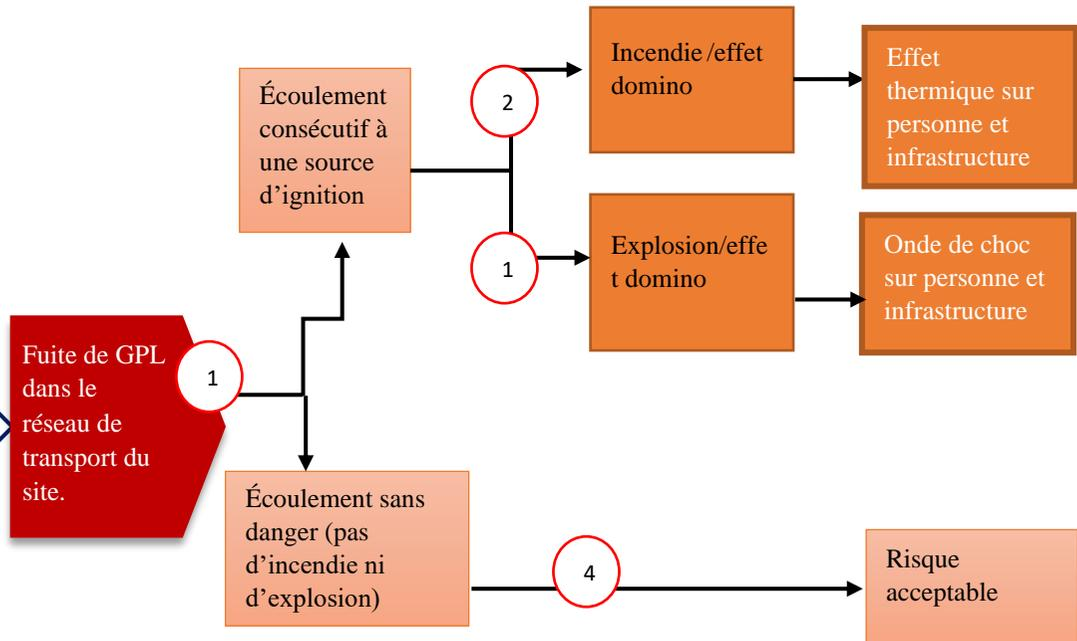 Fuite de GPL
dans le
réseau de
transport du
site.
1
Écoulement
consécutif à
une source
d’ignition
2
Incendie /effet
domino
Effet
thermique sur
personne et
infrastructure
1
Explosion/effe
t domino
Onde de choc
sur personne et
infrastructure
Écoulement sans
danger (pas
d’incendie ni
d’explosion)
4
Risque
acceptable